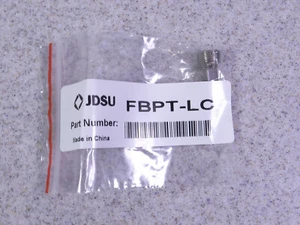 JDSU FBPT-LC
Part Number:
Made in China